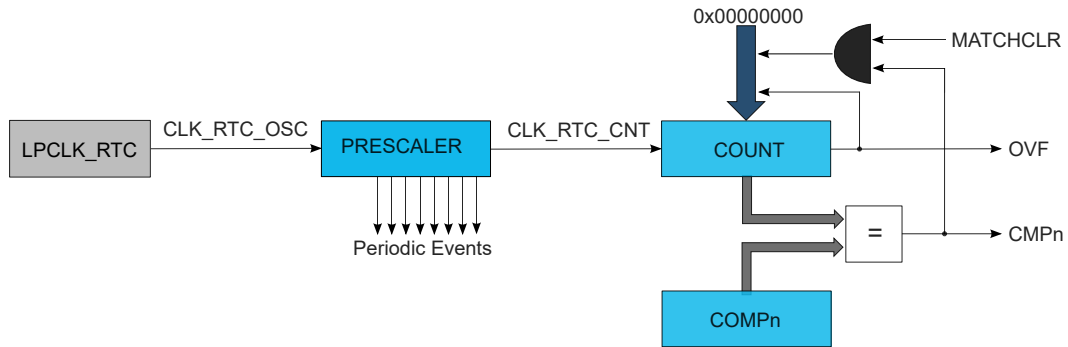 0x00000000
MATCHCLR
LPCLK_RTC
CLK_RTC_OSC
PRESCALER
CLK_RTC_CNT
COUNT
OVF
Periodic Events
=
CMPn
COMPn